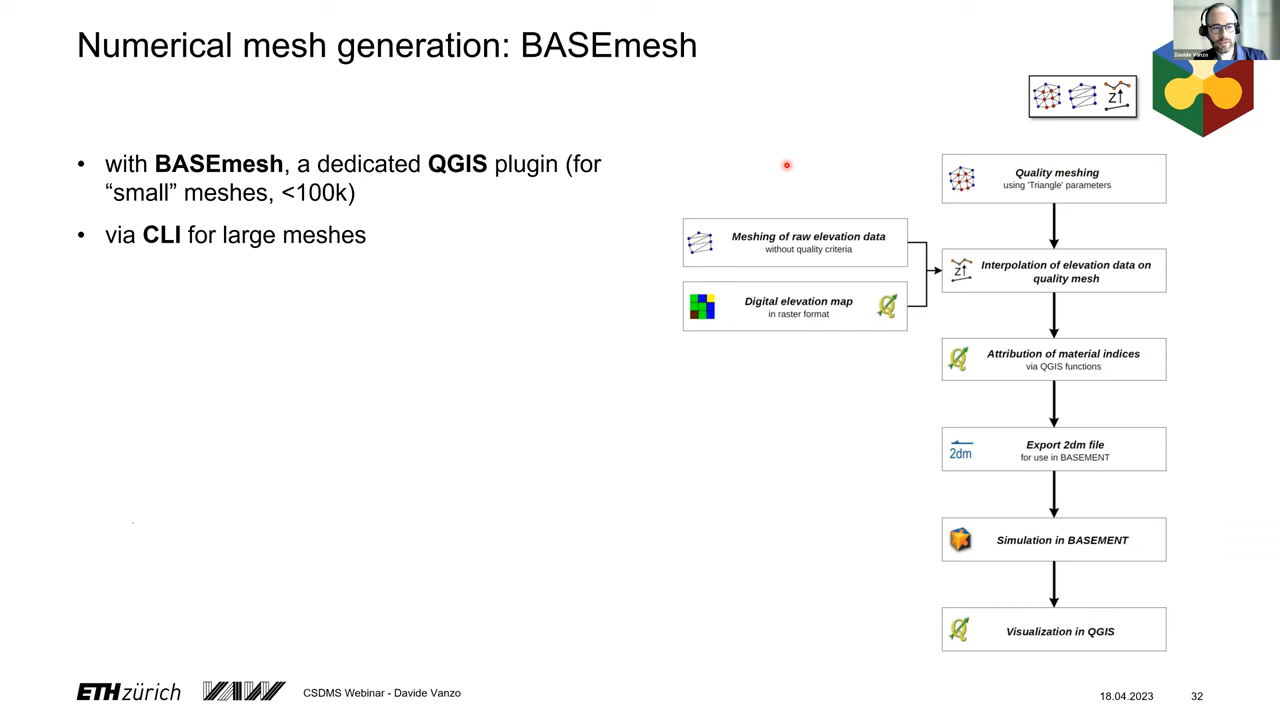 Numerical mesh generation: BASEmesh
Davide Vanzo
• with BASEmesh, a dedicated QGIS plugin (for
“small” meshes, <100k)
• via CLI for large meshes
Z
Quality meshing
using 'Triangle' parameters
Meshing of raw elevation data
without quality criteria
Digital elevation map
in raster format
Z
Interpolation of elevation data on
quality mesh
Attribution of material indices
via QGIS functions
2dm
Export 2dm file
for use in BASEMENT
Simulation in BASEMENT
Visualization in QGIS
ETH zürich
VAW
CSDMS Webinar - Davide Vanzo
18.04.2023
32